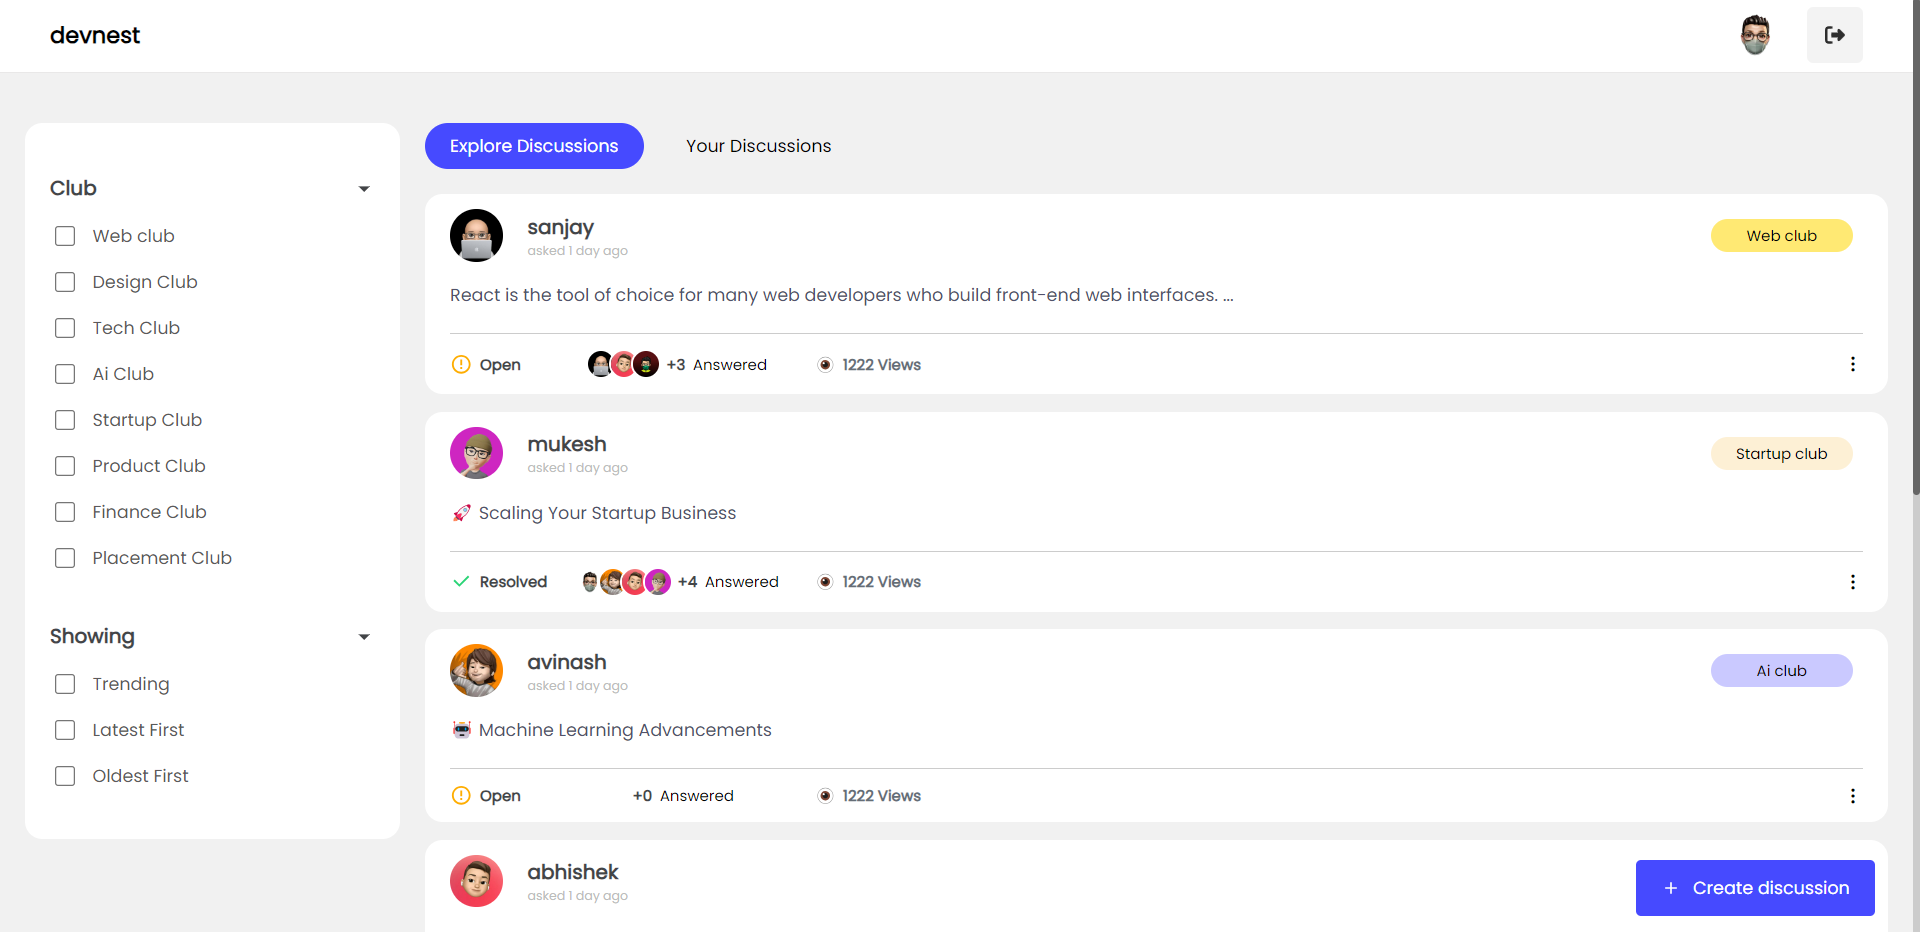 devnest
Club
Web club
Design Club
Tech Club
Ai Club
Startup Club
Product Club
Finance Club
Placement Club
Showing
Trending
Latest First
Oldest First
Explore Discussions
Your Discussions
sanjay
asked 1 day ago
Web club
React is the tool of choice for many web developers who build front-end web interfaces. ...
Open
+3 Answered
1222 Views
mukesh
asked 1 day ago
Startup club
🚀 Scaling Your Startup Business
Resolved
+4 Answered
1222 Views
avinash
asked 1 day ago
Ai club
🤖 Machine Learning Advancements
Open
+0 Answered
1222 Views
abhishek
asked 1 day ago
+ Create discussion